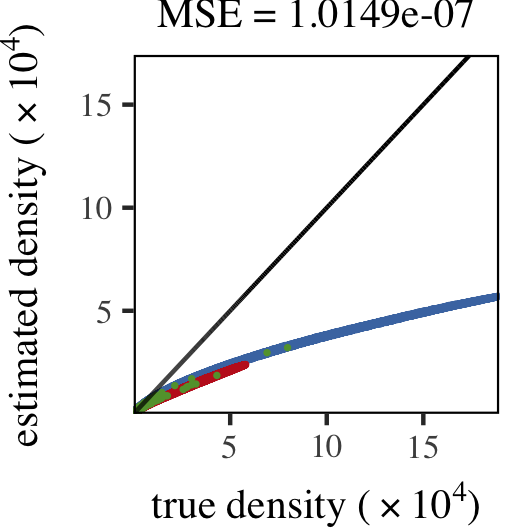 MSE = 1.0149e-07
estimated density ( × 10⁴)
15
10
5
5 10 15
true density ( × 10⁴)